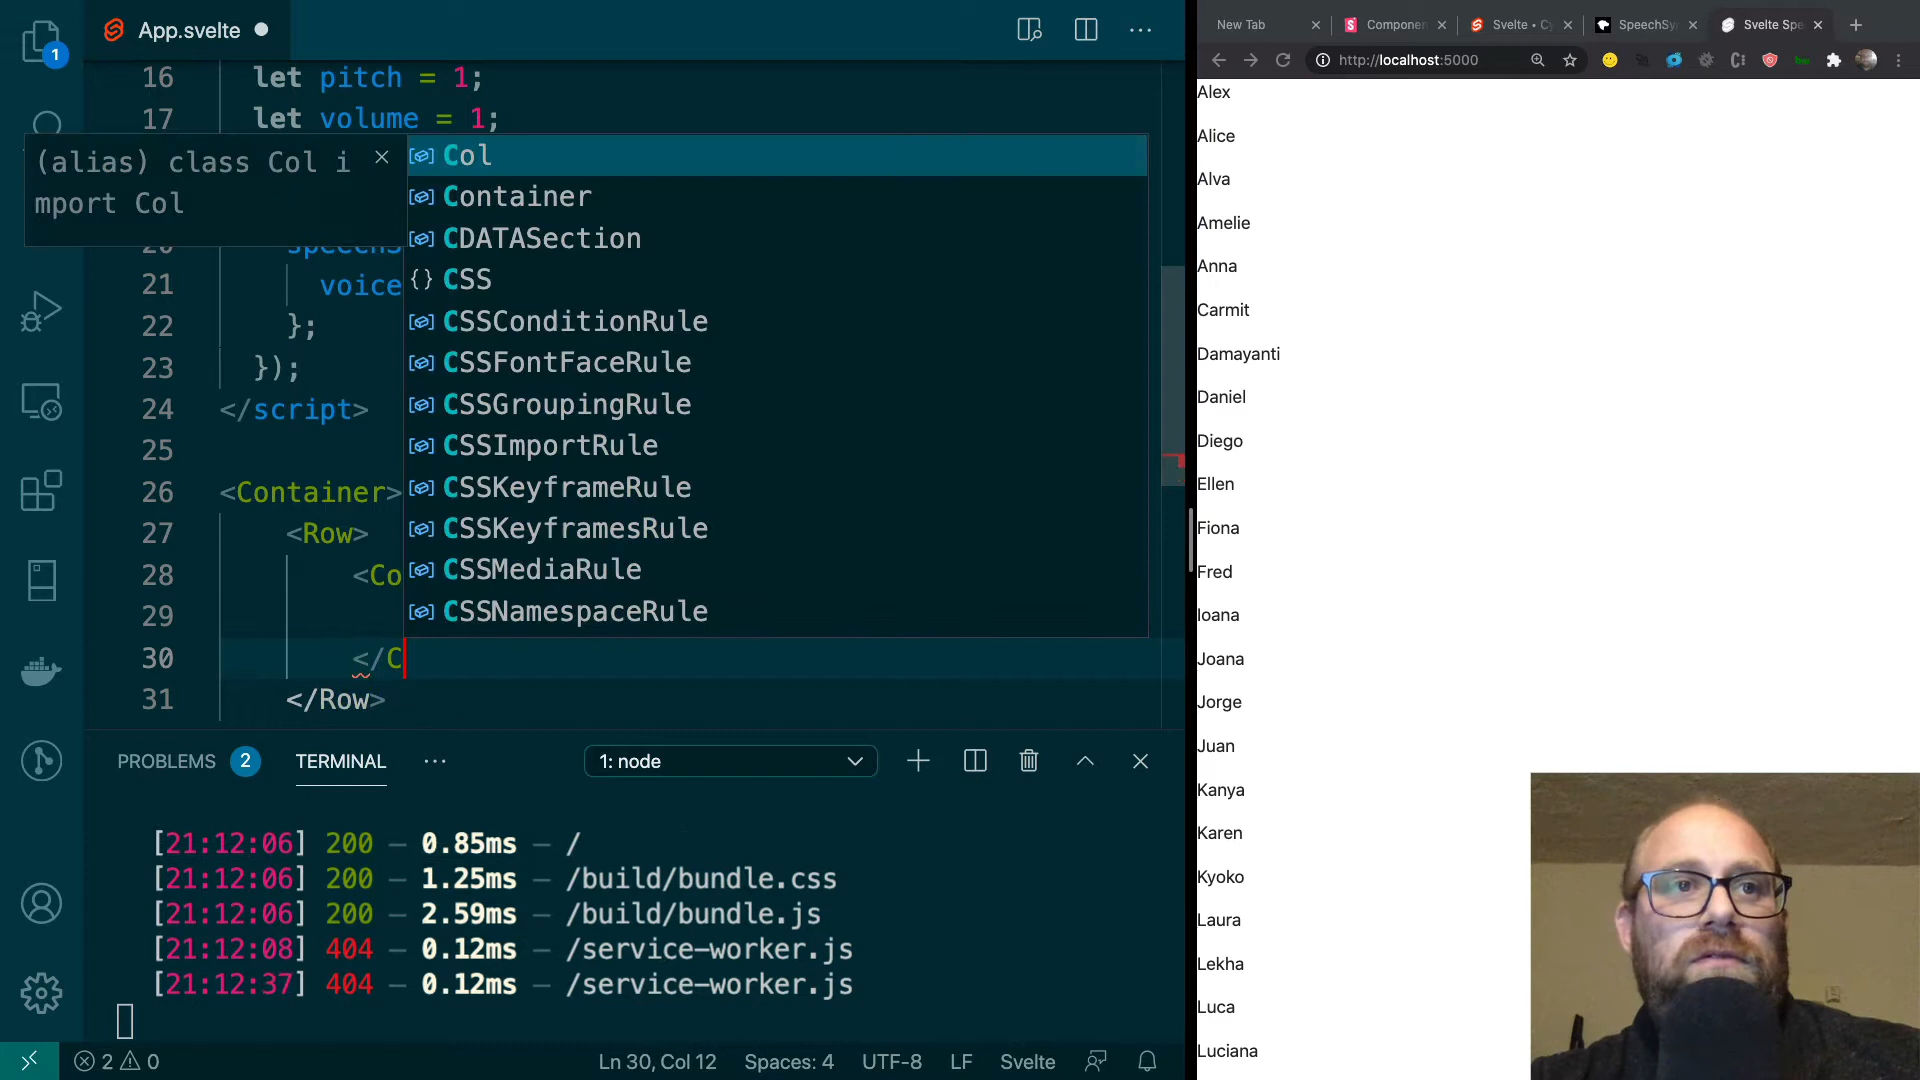 App.svelte
1
16 let pitch = 1;
17 let volume = 1;
(alias) class Col i
mport Col
Col
Container
CDATASection
CSS
CSSConditionRule
CSSFontFaceRule
CSSGroupingRule
CSSImportRule
CSSKeyframeRule
CSSKeyframesRule
CSSMediaRule
CSSNamespaceRule
21 voice
22 };
23 });
24 </script>
25
26 <Container>
27 <Row>
28 <Co
29
30 </C
31 </Row>
PROBLEMS 2 TERMINAL 1: node
[21:12:06] 200 — 0.85ms — /
[21:12:06] 200 — 1.25ms — /build/bundle.css
[21:12:06] 200 — 2.59ms — /build/bundle.js
[21:12:08] 404 — 0.12ms — /service-worker.js
[21:12:37] 404 — 0.12ms — /service-worker.js
2 0 Ln 30, Col 12 Spaces: 4 UTF-8 LF Svelte
New Tab Componen Svelte • Cy SpeechSy Svelte Spe
http://localhost:5000
Alex
Alice
Alva
Amelie
Anna
Carmit
Damayanti
Daniel
Diego
Ellen
Fiona
Fred
Ioana
Joana
Jorge
Juan
Kanya
Karen
Kyoko
Laura
Lekha
Luca
Luciana